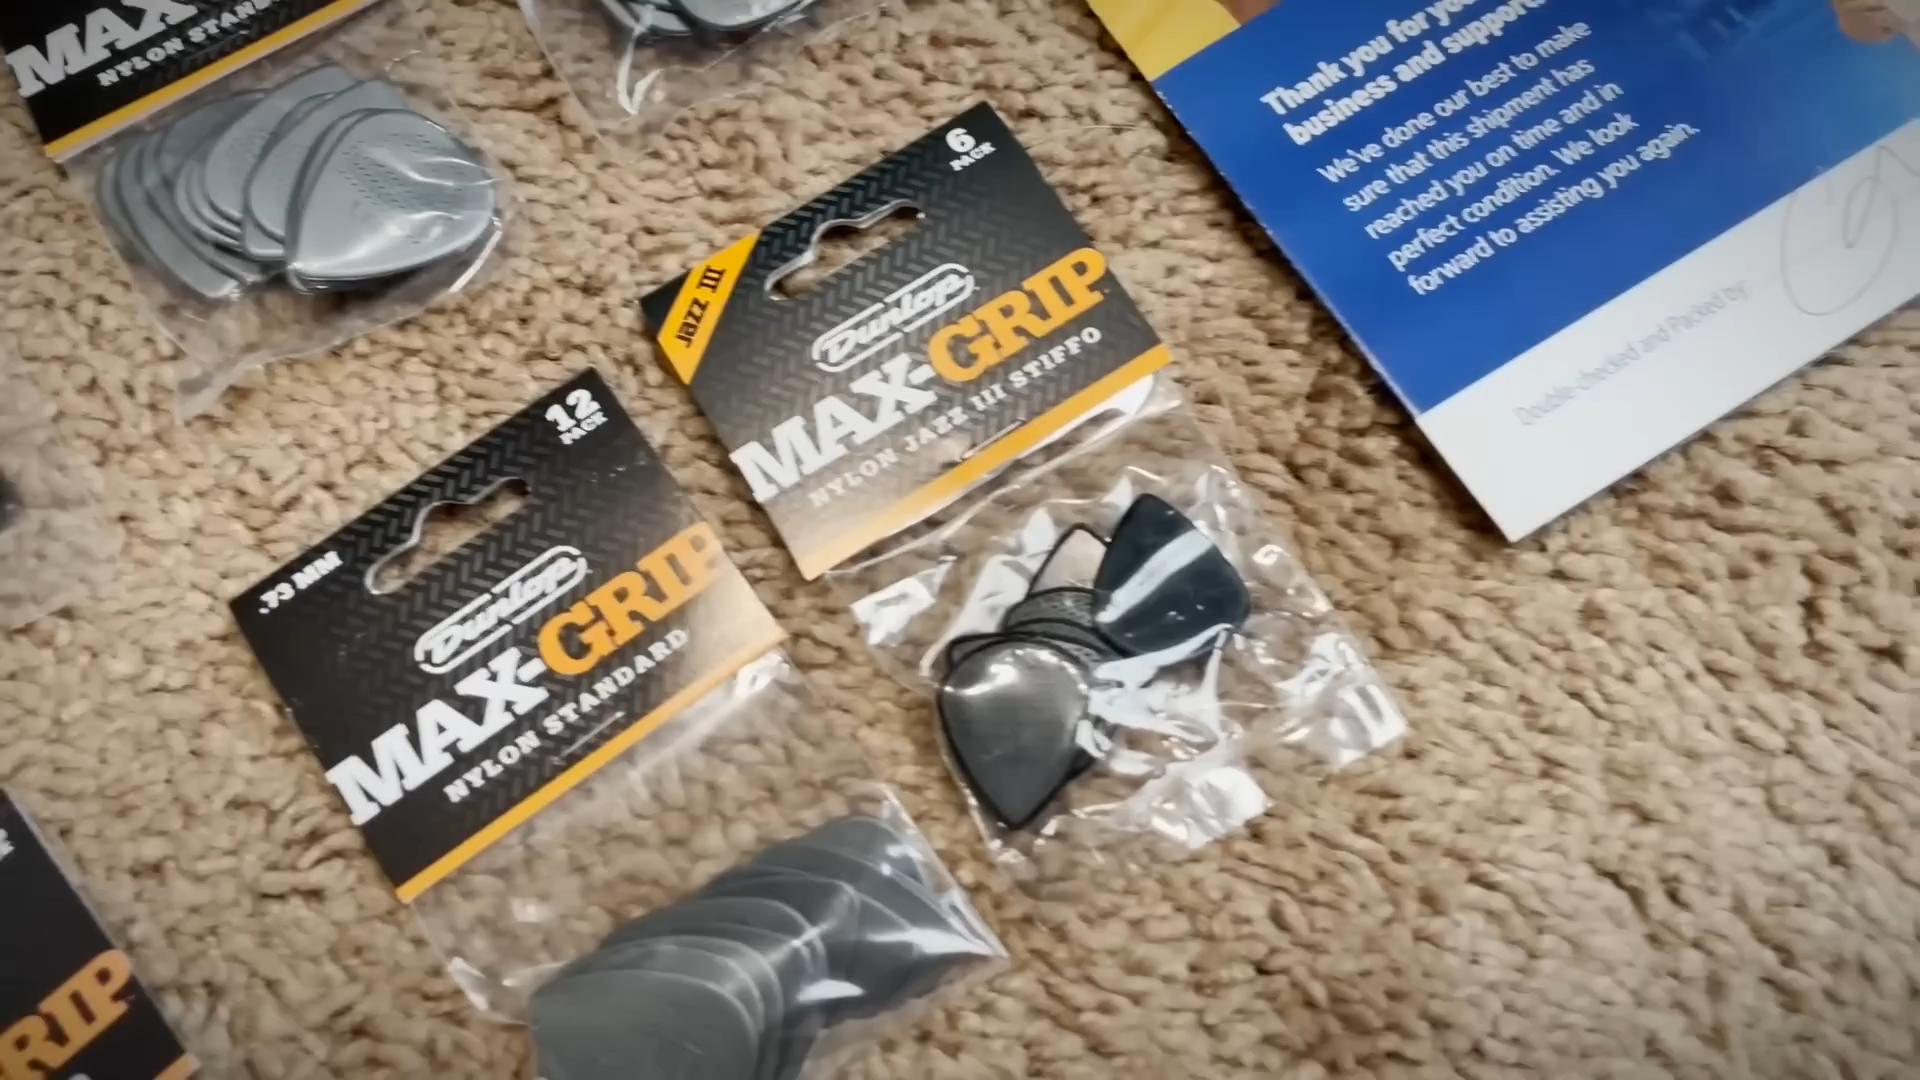 MAX
NYLON STAN
6
PACK
Jazz III
Dunlop
MAX-GRIP
NYLON JAZZ III STIFFO
12
PACK
.73 MM
Dunlop
MAX-GRIP
NYLON STANDARD
RIP
Thank you for
business and support
We've done our best to make
sure that this shipment has
reached you on time and in
perfect condition. We look
forward to assisting you again.
Double checked and Packed by: